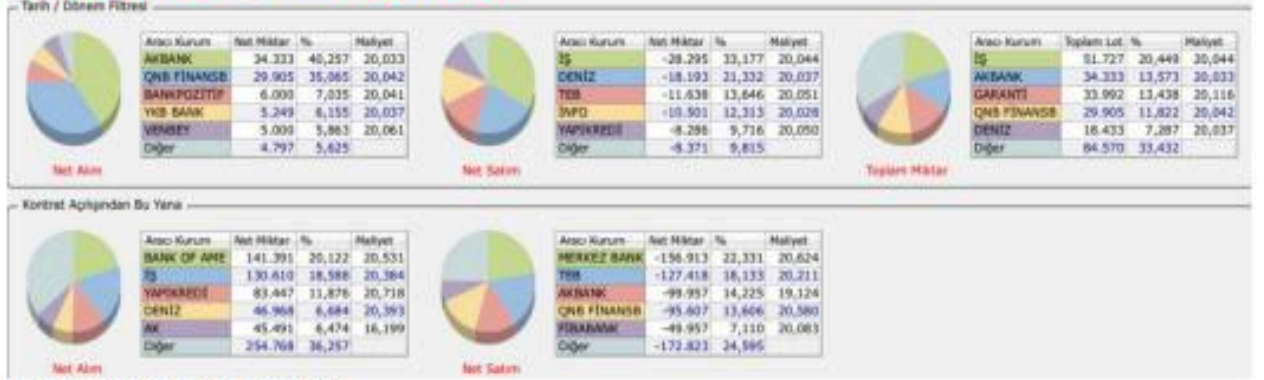 Tarih / Dönem Filtresi
Aracı Kurum Net Miktar % Maliyet
AKBANK 34.333 40,257 20,033
QNB FİNANSB 29.905 35,065 20,042
BANKPOZİTİF 6.000 7,035 20,041
YKB BANK 5.249 6,155 20,037
VENBEY 5.000 5,863 20,061
Diğer 4.797 5,625
Net Alım
Aracı Kurum Net Miktar % Maliyet
İŞ -28.295 33,177 20,044
DENİZ -18.193 21,332 20,037
TEB -11.638 13,646 20,051
İNFO -10.501 12,313 20,028
YAPIKREDİ -8.286 9,716 20,050
Diğer -8.371 9,815
Net Satım
Aracı Kurum Toplam Lot % Maliyet
İŞ 51.727 20,449 20,044
AKBANK 34.333 13,573 20,033
GARANTİ 33.992 13,438 20,116
QNB FİNANSB 29.905 11,822 20,042
DENİZ 18.433 7,287 20,037
Diğer 84.570 33,432
Toplam Miktar
Kontrat Açılışından Bu Yana
Aracı Kurum Net Miktar % Maliyet
BANK OF AME 141.391 20,122 20,531
İŞ 130.610 18,588 20,384
YAPIKREDİ 83.447 11,876 20,718
DENİZ 46.968 6,684 20,393
AK 45.491 6,474 16,199
Diğer 254.768 36,257
Net Alım
Aracı Kurum Net Miktar % Maliyet
MERKEZ BANK -156.913 22,331 20,624
TEB -127.418 18,133 20,211
AKBANK -99.957 14,225 19,124
QNB FİNANSB -95.607 13,606 20,580
FİBABANK -49.957 7,110 20,083
Diğer -172.823 24,595
Net Satım